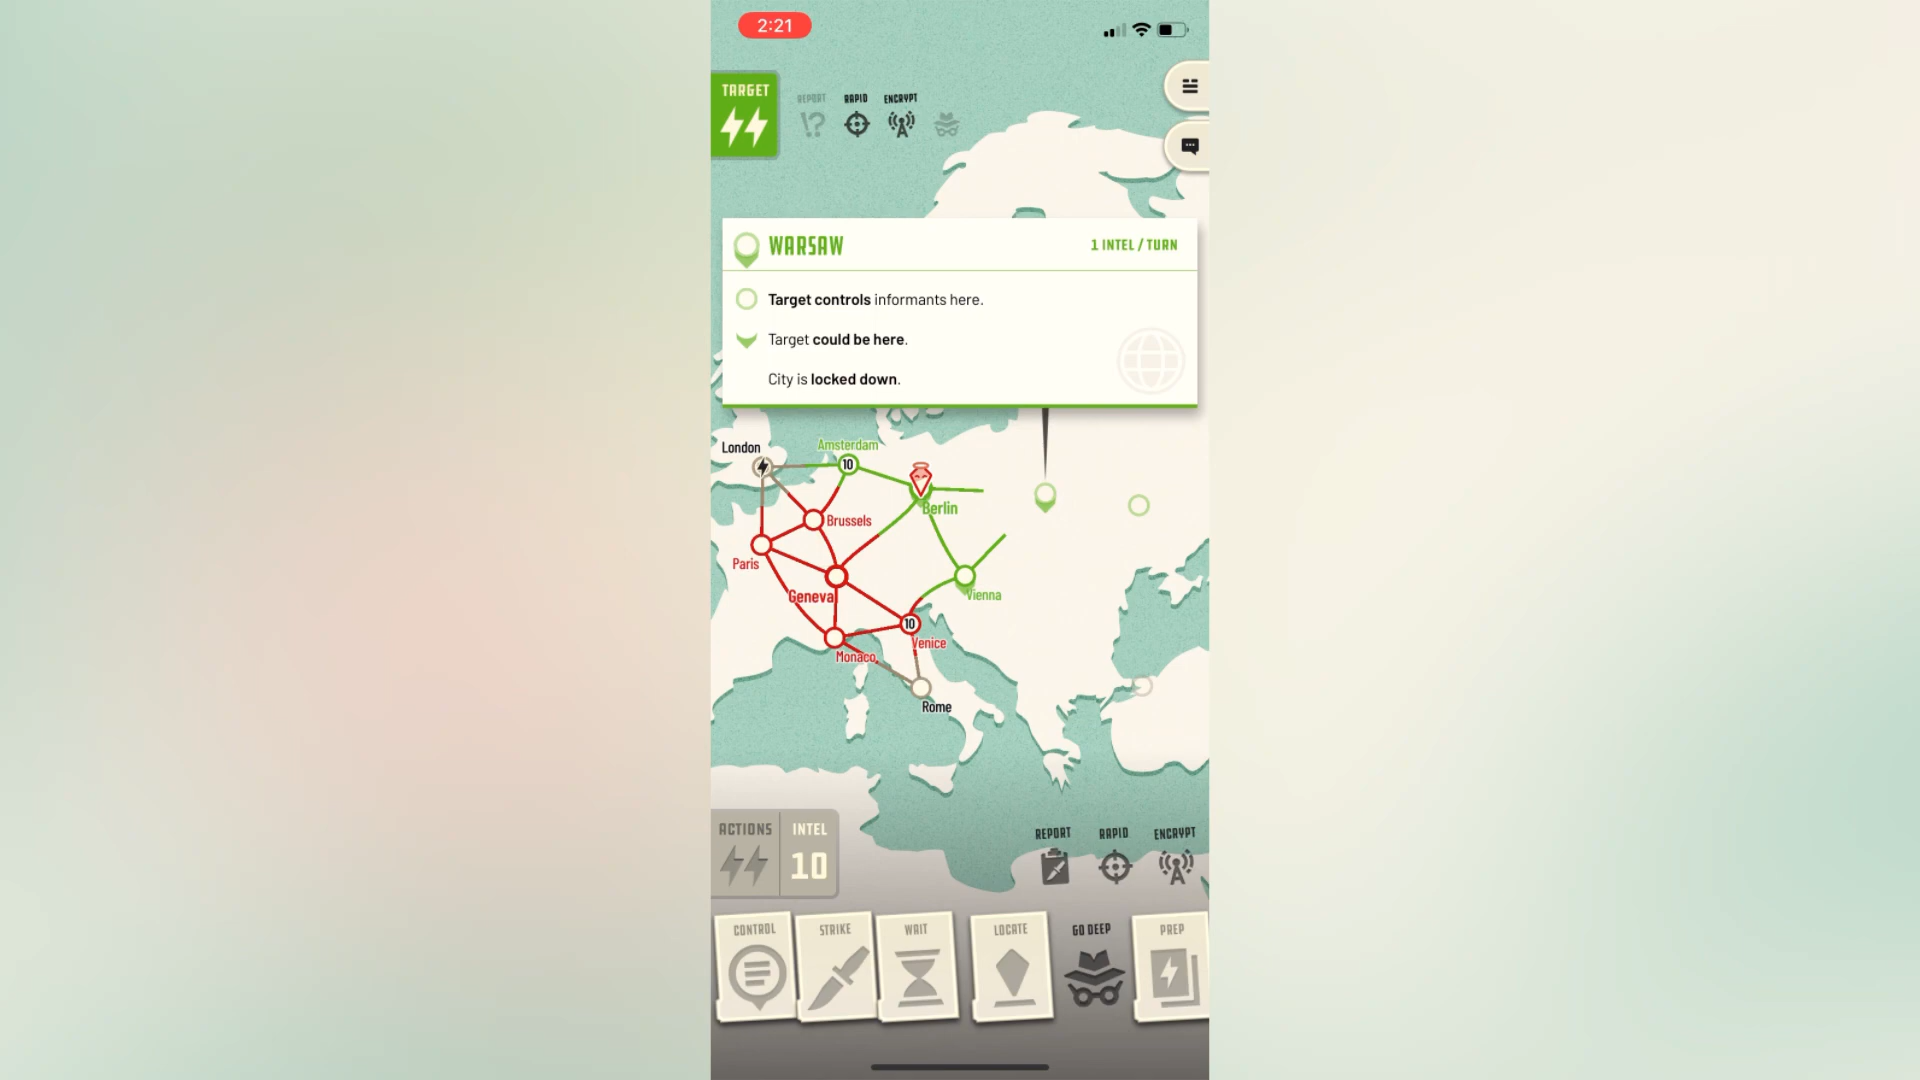 2:21
TARGET
REPORT
RAPID
ENCRYPT
!?
WARSAW
1 INTEL / TURN
Target controls informants here.
Target could be here.
City is locked down.
London
Amsterdam
10
Berlin
Brussels
Paris
Geneva
Vienna
10
Venice
Monaco
Rome
ACTIONS
INTEL
10
REPORT
RAPID
ENCRYPT
CONTROL
STRIKE
WAIT
LOCATE
GO DEEP
PREP